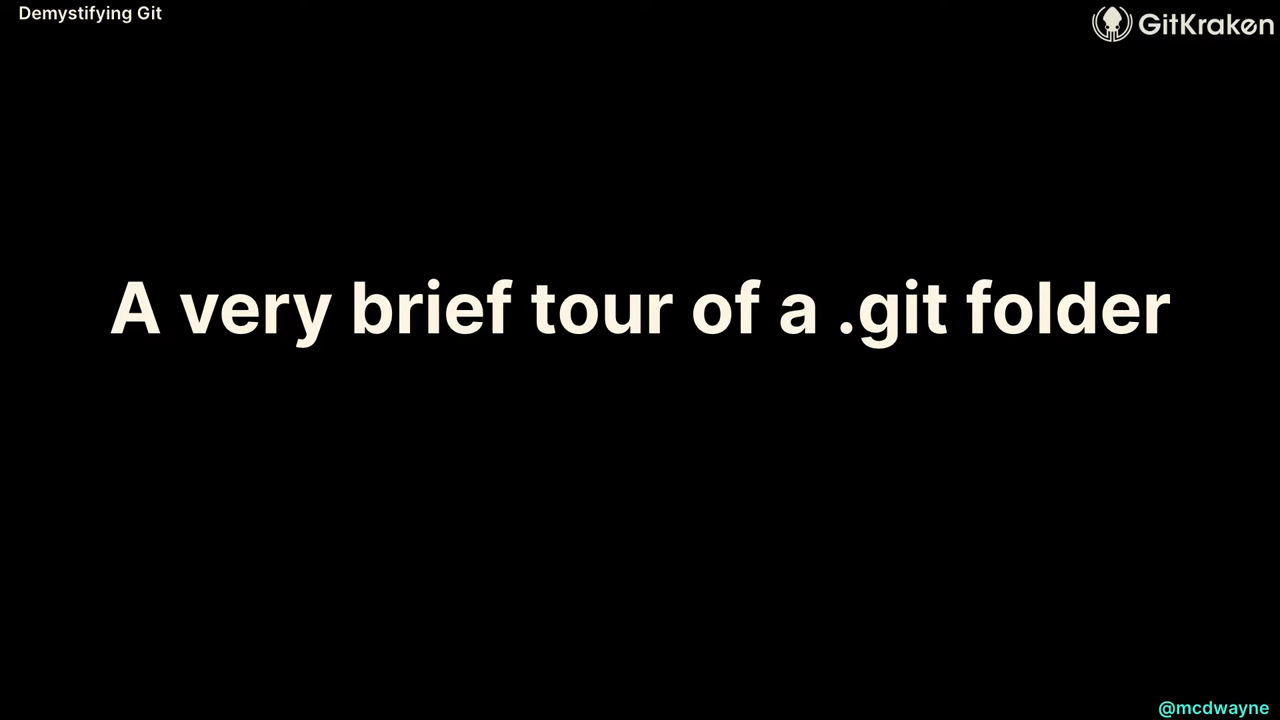 Demystifying Git
GitKraken
A very brief tour of a .git folder
@mcdwayne